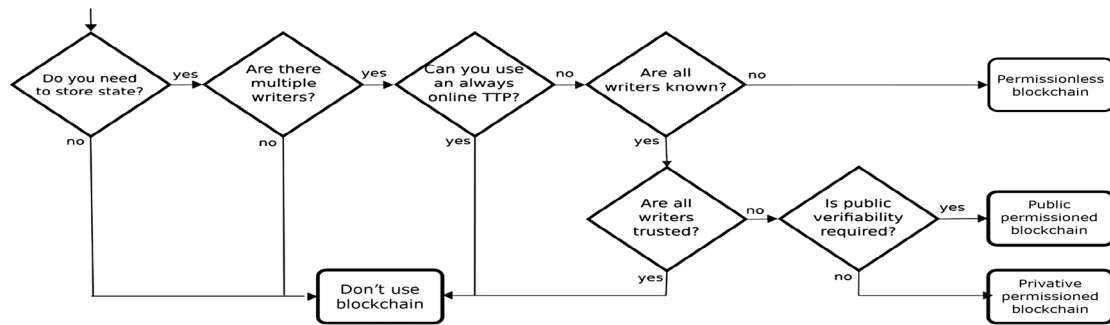 Do you need
to store state?
yes
no
Are there
multiple
writers?
yes
no
Can you use
an always
online TTP?
no
yes
Are all
writers known?
no
yes
Permissionless
blockchain
Are all
writers
trusted?
no
yes
Is public
verifiability
required?
yes
no
Public
permissioned
blockchain
Don't use
blockchain
Privative
permissioned
blockchain